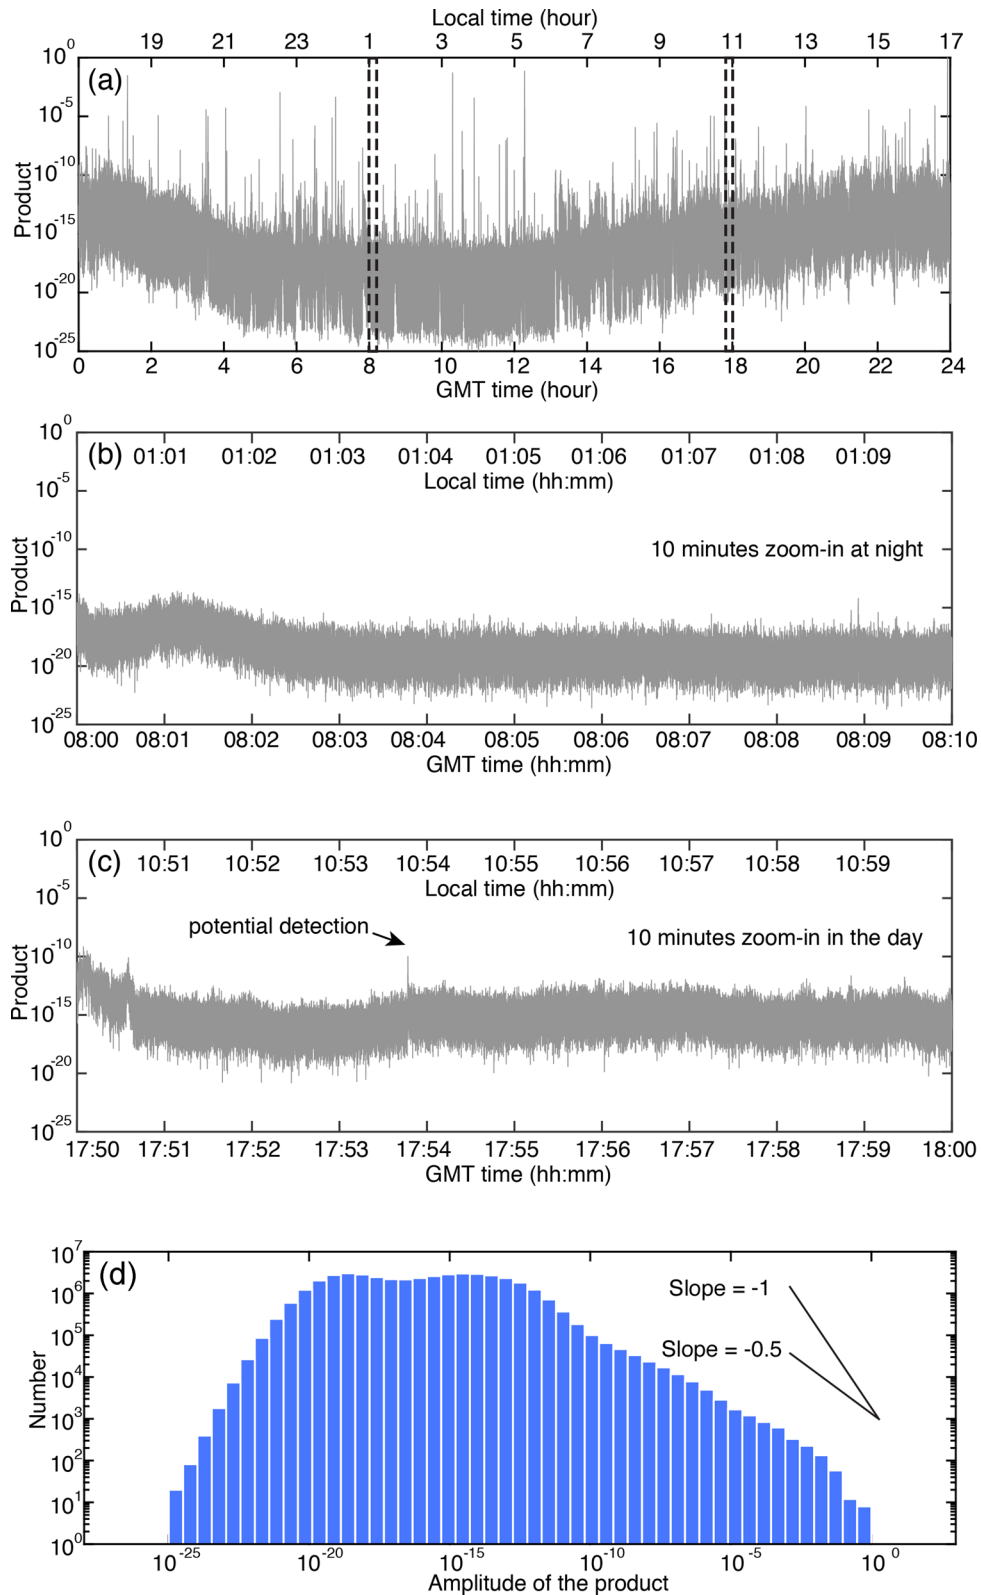 Local time (hour)
19 21 23 1 3 5 7 9 11 13 15 17
(a)
10^0
10^-5
10^-10
10^-15
10^-20
10^-25
Product
0 2 4 6 8 10 12 14 16 18 20 22 24
GMT time (hour)
(b)
01:01 01:02 01:03 01:04 01:05 01:06 01:07 01:08 01:09
Local time (hh:mm)
10 minutes zoom-in at night
10^0
10^-5
10^-10
10^-15
10^-20
10^-25
Product
08:00 08:01 08:02 08:03 08:04 08:05 08:06 08:07 08:08 08:09 08:10
GMT time (hh:mm)
(c)
10:51 10:52 10:53 10:54 10:55 10:56 10:57 10:58 10:59
Local time (hh:mm)
potential detection
10 minutes zoom-in in the day
10^0
10^-5
10^-10
10^-15
10^-20
10^-25
Product
17:50 17:51 17:52 17:53 17:54 17:55 17:56 17:57 17:58 17:59 18:00
GMT time (hh:mm)
(d)
Slope = -1
Slope = -0.5
10^7
10^6
10^5
10^4
10^3
10^2
10^1
10^0
Number
10^-25 10^-20 10^-15 10^-10 10^-5 10^0
Amplitude of the product